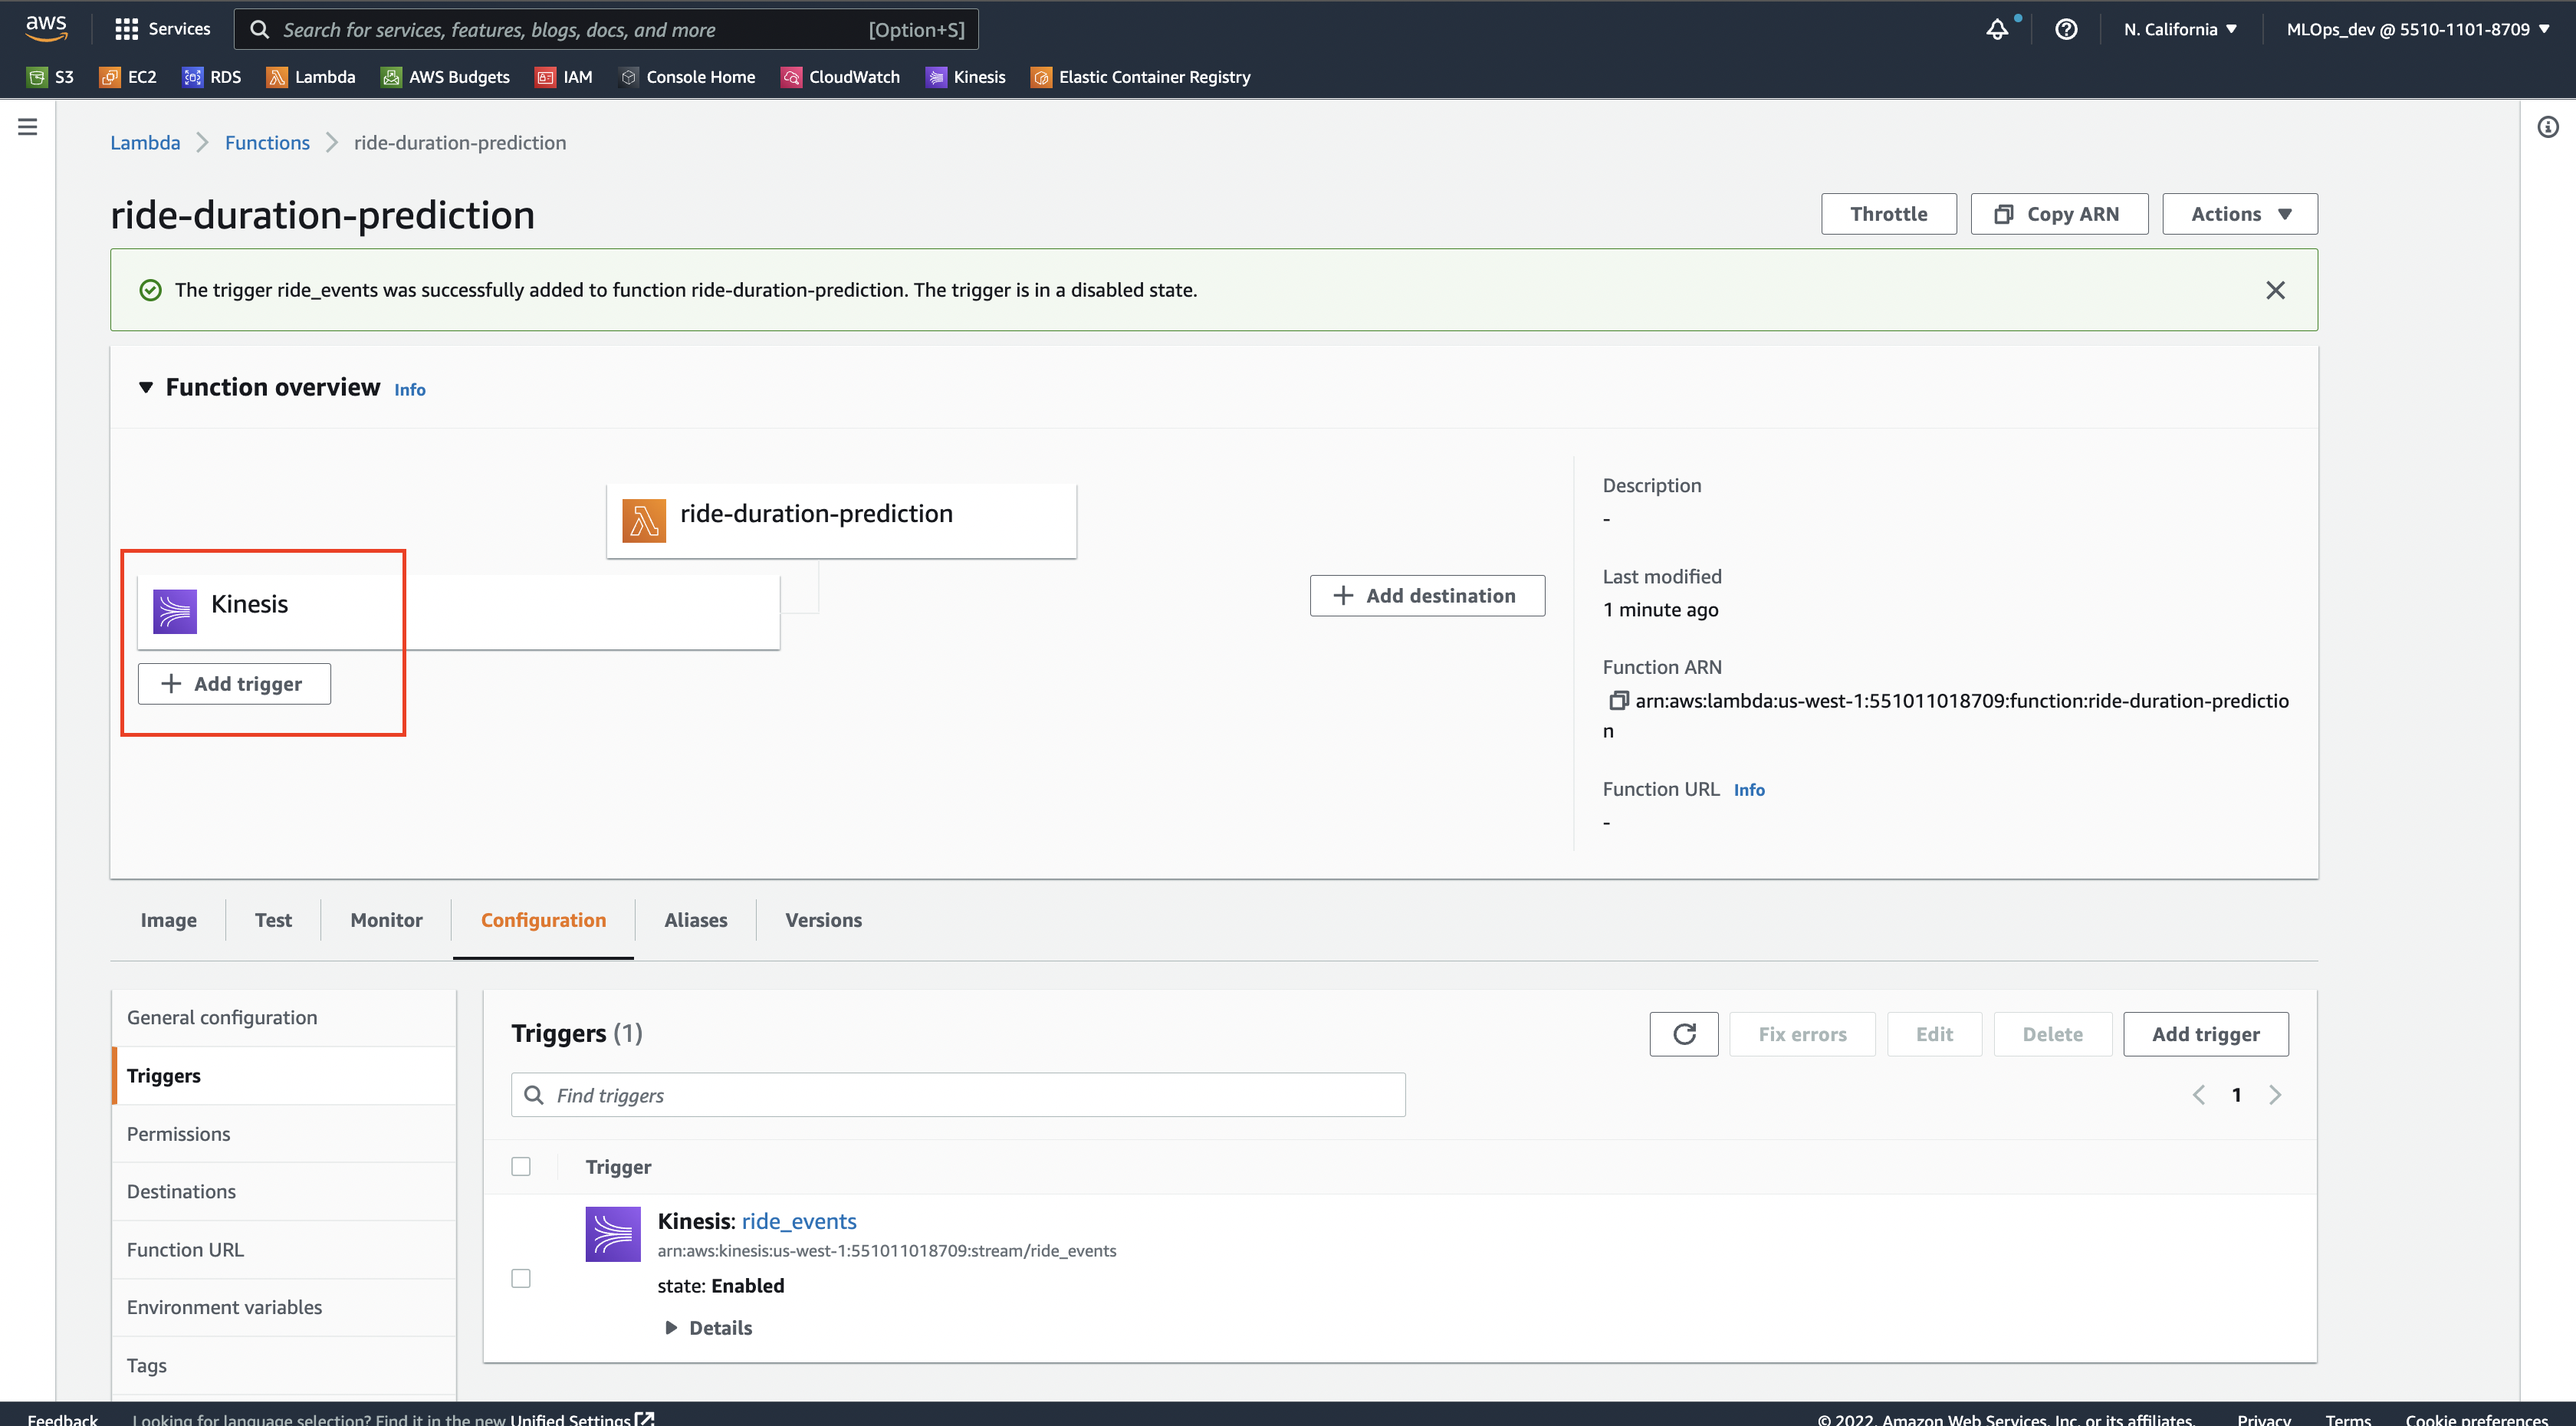 aws
Services
Search for services, features, blogs, docs, and more [Option+S]
N. California ▼
MLOps_dev @ 5510-1101-8709 ▼
S3 EC2 RDS Lambda AWS Budgets IAM Console Home CloudWatch Kinesis Elastic Container Registry
Lambda > Functions > ride-duration-prediction
ride-duration-prediction
Throttle
Copy ARN
Actions ▼
The trigger ride_events was successfully added to function ride-duration-prediction. The trigger is in a disabled state.
Function overview Info
ride-duration-prediction
Kinesis
+ Add trigger
+ Add destination
Description
-
Last modified
1 minute ago
Function ARN
arn:aws:lambda:us-west-1:551011018709:function:ride-duration-predictio
n
Function URL Info
-
Image Test Monitor Configuration Aliases Versions
General configuration
Triggers
Permissions
Destinations
Function URL
Environment variables
Tags
Triggers (1)
Fix errors
Edit
Delete
Add trigger
Find triggers
1
Trigger
Kinesis: ride_events
arn:aws:kinesis:us-west-1:551011018709:stream/ride_events
state: Enabled
Details
Feedback Looking for language selection? Find it in the new Unified Settings
© 2022, Amazon Web Services, Inc. or its affiliates. Privacy Terms Cookie preferences